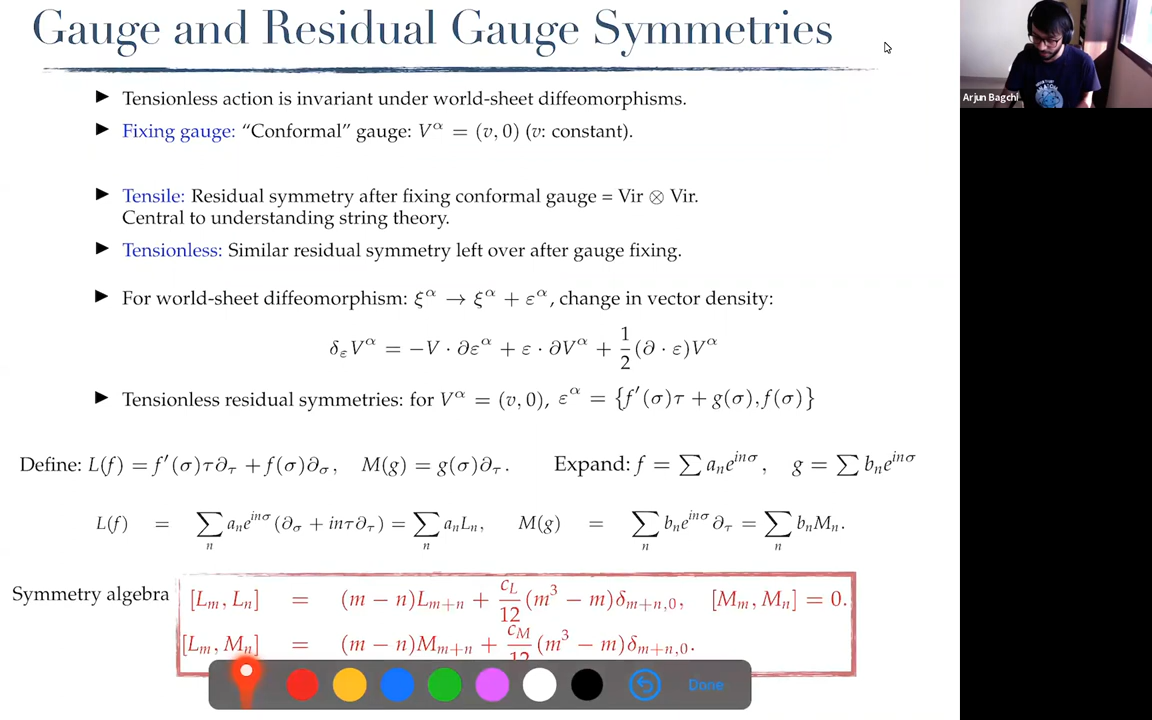 Gauge and Residual Gauge Symmetries
Arjun Bagchi
► Tensionless action is invariant under world-sheet diffeomorphisms.
► Fixing gauge: “Conformal” gauge: V^α = (v, 0) (v: constant).
► Tensile: Residual symmetry after fixing conformal gauge = Vir ⊗ Vir.
Central to understanding string theory.
► Tensionless: Similar residual symmetry left over after gauge fixing.
► For world-sheet diffeomorphism: ξ^α → ξ^α + ε^α, change in vector density:
δ_ε V^α = −V · ∂ε^α + ε · ∂V^α + 1/2 (∂ · ε)V^α
► Tensionless residual symmetries: for V^α = (v, 0), ε^α = {f′(σ)τ + g(σ), f(σ)}
Define: L(f) = f′(σ)τ∂_τ + f(σ)∂_σ, M(g) = g(σ)∂_τ. Expand: f = ∑ a_n e^{inσ}, g = ∑ b_n e^{inσ}
L(f) = ∑_n a_n e^{inσ} (∂_σ + inτ∂_τ) = ∑_n a_n L_n, M(g) = ∑_n b_n e^{inσ} ∂_τ = ∑_n b_n M_n.
Symmetry algebra [L_m, L_n] = (m − n)L_{m+n} + c_L/12 (m^3 − m)δ_{m+n,0}, [M_m, M_n] = 0.
[L_m, M_n] = (m − n)M_{m+n} + c_M/12 (m^3 − m)δ_{m+n,0}.
Done